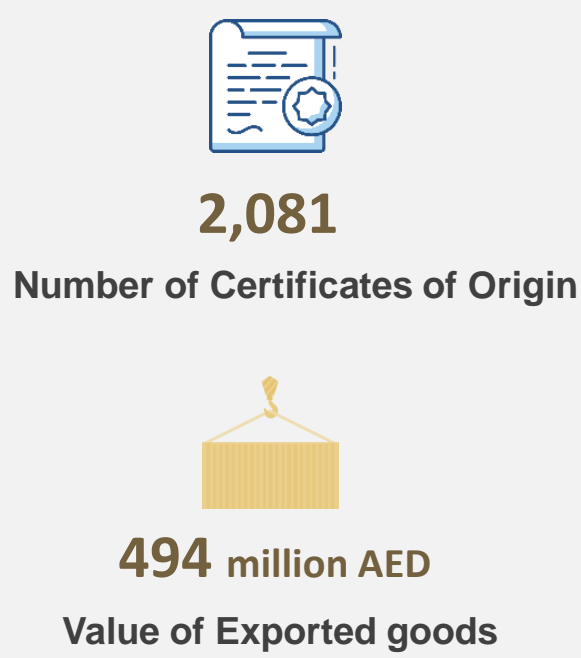 2,081
Number of Certificates of Origin
494 million AED
Value of Exported goods